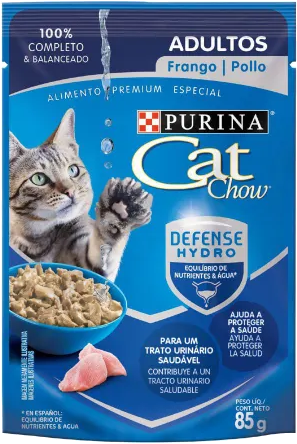 100%
COMPLETO
& BALANCEADO
ADULTOS
Frango | Pollo
ALIMENTO PREMIUM ESPECIAL
PURINA
Cat
Chow
DEFENSE
HYDRO
EQUILÍBRIO DE
NUTRIENTES & ÁGUA*
AJUDA A
PROTEGER
A SAÚDE
AYUDA A
PROTEGER
LA SALUD
PARA UM
TRATO URINÁRIO
SAUDÁVEL
CONTRIBUYE A UN
TRACTO URINARIO
SALUDABLE
* EN ESPAÑOL:
EQUILIBRIO DE
NUTRIENTES & AGUA
PESO LÍQ./
CONT. NETO
85g